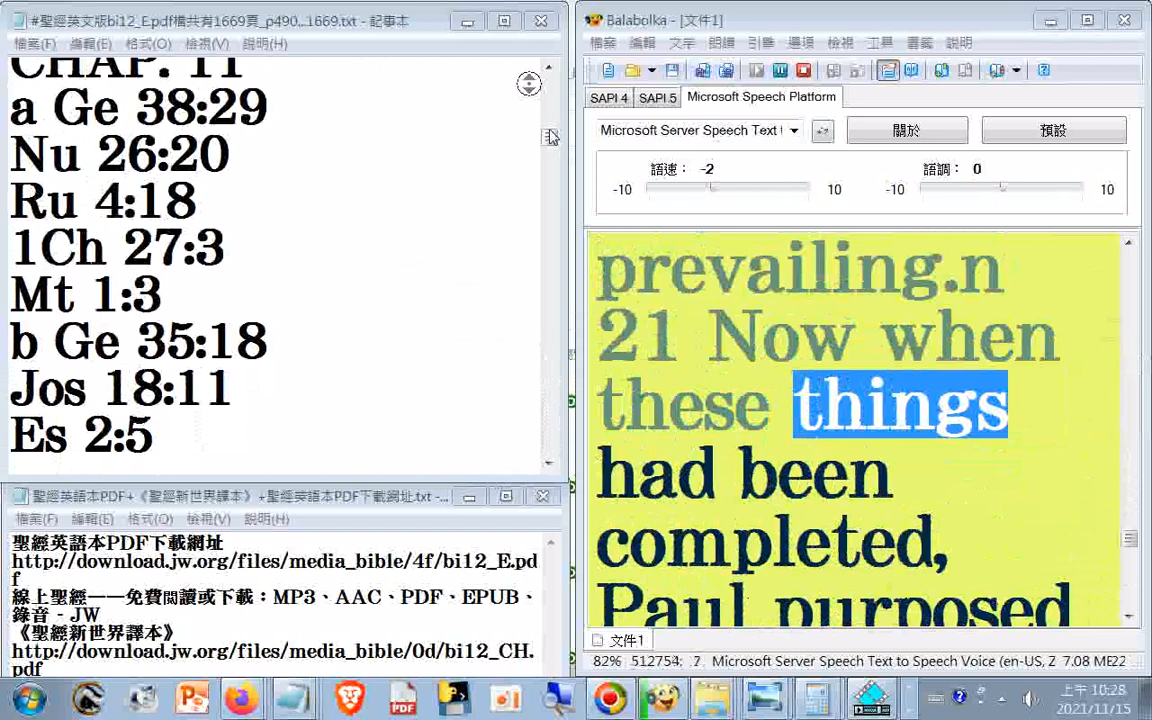 #聖經英文版bi12_E.pdf檔共有1669頁_p490...1669.txt - 記事本
檔案(F) 編輯(E) 格式(O) 檢視(V) 說明(H)
CHAP. 11
a Ge 38:29
Nu 26:20
Ru 4:18
1Ch 27:3
Mt 1:3
b Ge 35:18
Jos 18:11
Es 2:5
聖經英語本PDF+《聖經新世界譯本》+聖經英語本PDF下載網址.txt -...
檔案(F) 編輯(E) 格式(O) 檢視(V) 說明(H)
聖經英語本PDF下載網址
http://download.jw.org/files/media_bible/4f/bi12_E.pd
f
線上聖經——免費閱讀或下載：MP3、AAC、PDF、EPUB、
錄音 - JW
《聖經新世界譯本》
http://download.jw.org/files/media_bible/0d/bi12_CH.
pdf
Balabolka - [文件1]
檔案 編輯 文字 朗讀 引擎 選項 檢視 工具 書籤 說明
SAPI 4 SAPI 5 Microsoft Speech Platform
Microsoft Server Speech Text 關於 預設
語速： -2 語調： 0
-10 10 -10 10
prevailing.n
21 Now when
these things
had been
completed,
Paul purposed
文件1
82% 512754: 7 Microsoft Server Speech Text to Speech Voice (en-US, Z 7.08 ME22
PDF
上午 10:28
2021/11/15